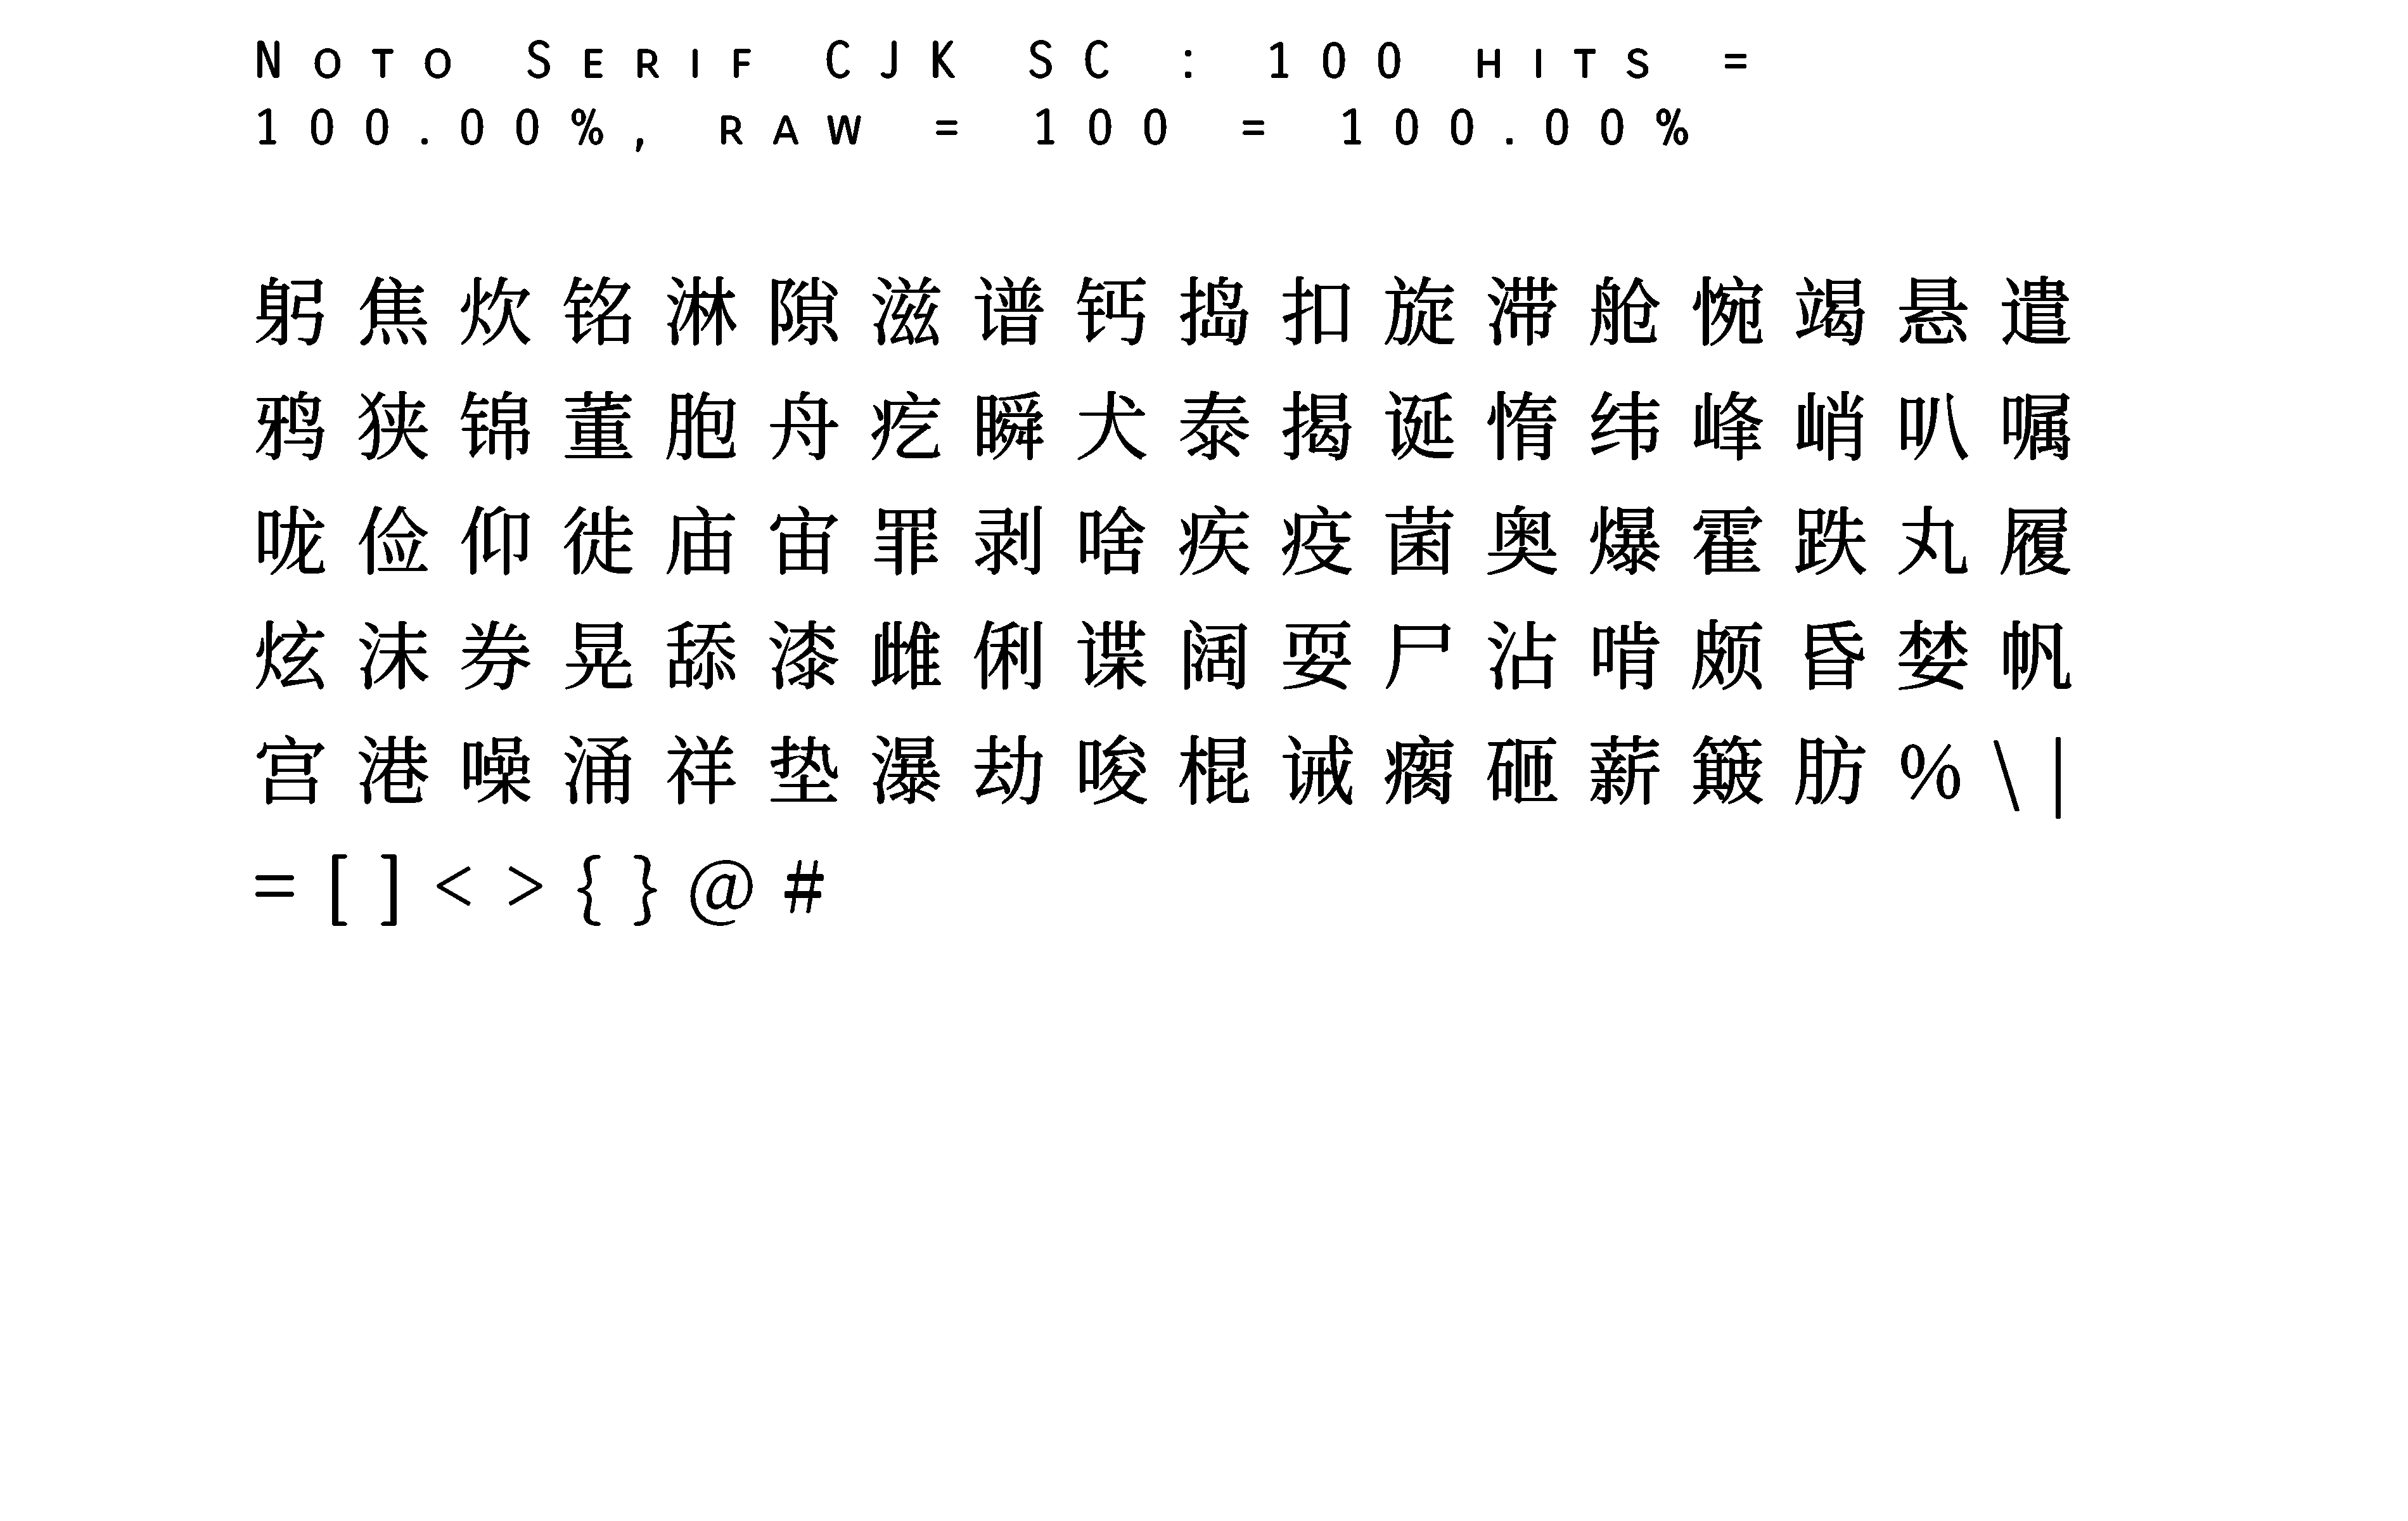 Noto Serif CJK SC : 100 hits =
100.00%, raw = 100 = 100.00%
躬 焦 炊 铭 淋 隙 滋 谱 钙 捣 扣 旋 滞 舱 惋 竭 悬 遣
鸦 狭 锦 董 胞 舟 疙 瞬 犬 泰 揭 诞 惰 纬 峰 峭 叭 嘱
咙 俭 仰 徙 庙 宙 罪 剥 啥 疾 疫 菌 奥 爆 霍 跌 丸 履
炫 沫 券 晃 舔 漆 雌 俐 谍 阔 耍 尸 沾 啃 颇 昏 婪 帆
宫 港 噪 涌 祥 垫 瀑 劫 唆 棍 诫 瘸 砸 薪 簸 肪 % \ |
= [ ] < > { } @ #